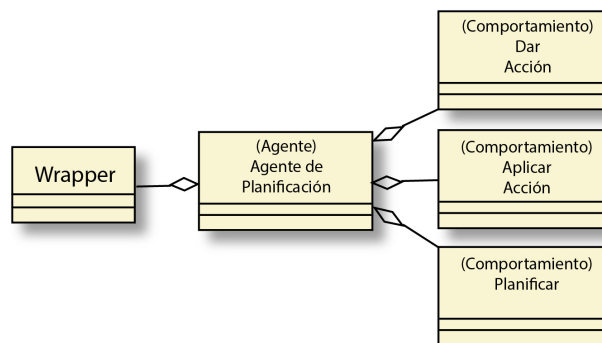 Wrapper
(Agente)
Agente de
Planificación
(Comportamiento)
Dar
Acción
(Comportamiento)
Aplicar
Acción
(Comportamiento)
Planificar